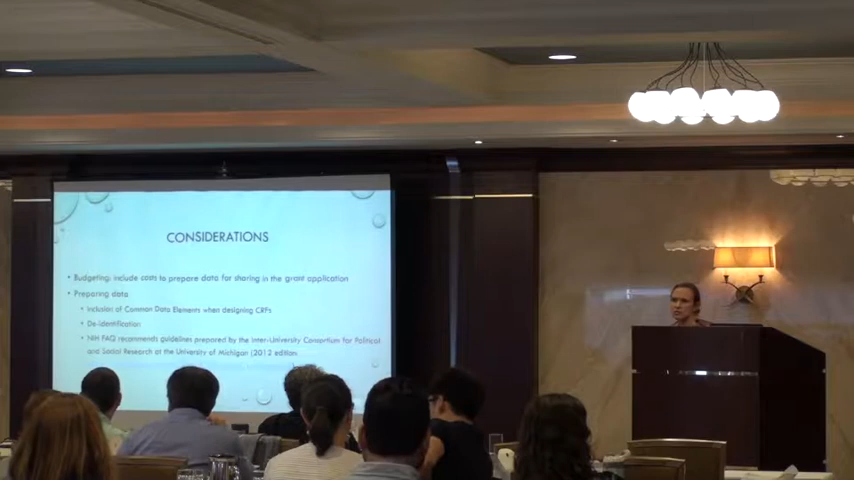 CONSIDERATIONS
• Budgeting: include costs to prepare data for sharing in the grant application
• Preparing data
• Inclusion of Common Data Elements when designing CRFs
• De-identification
• NIH FAQ recommends guidelines prepared by the Inter-University Consortium for Political
and Social Research at the University of Michigan (2012 edition